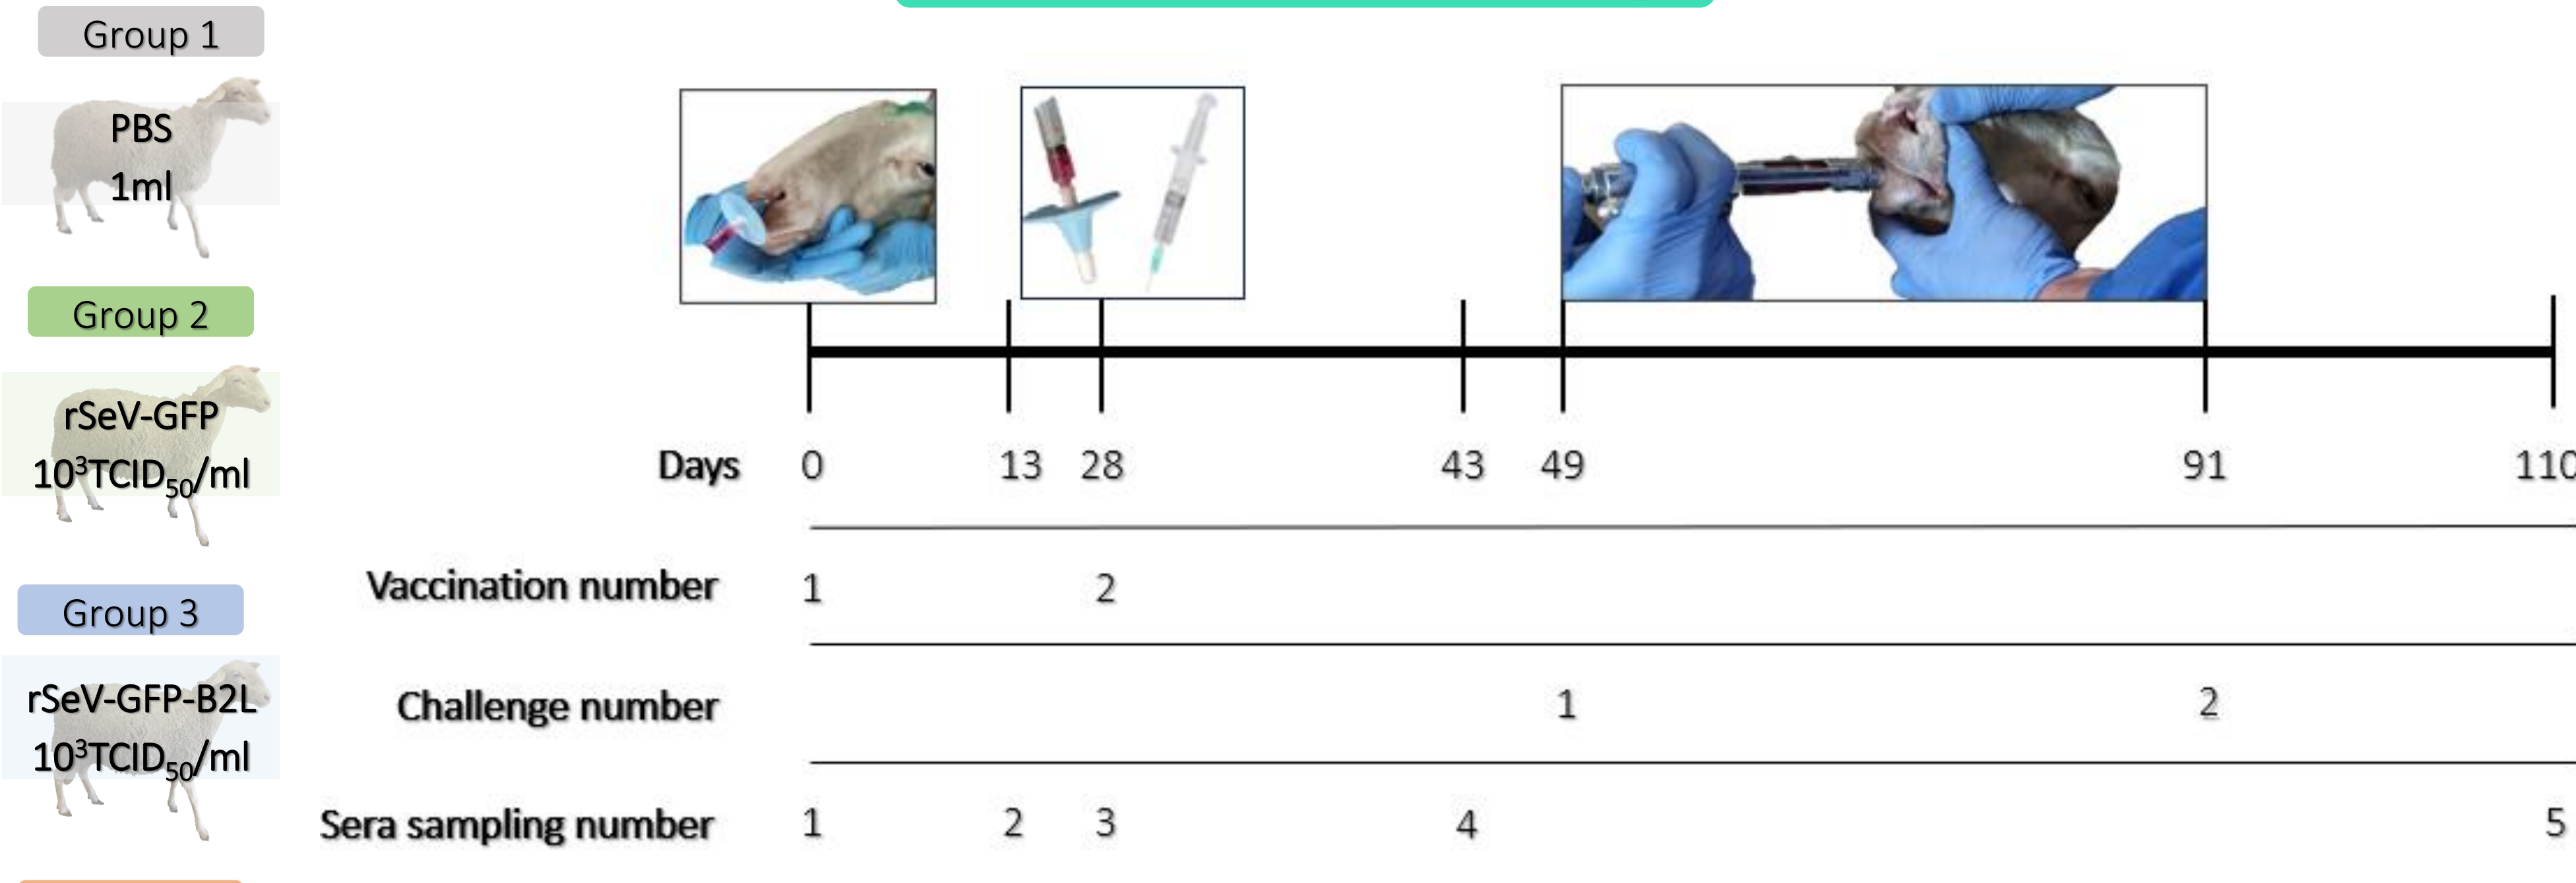 Group 1
PBS
1ml
Group 2
rSeV-GFP
10³TCID₅₀/ml
Group 3
rSeV-GFP-B2L
10³TCID₅₀/ml
Days 0 13 28 43 49 91 110
Vaccination number 1 2
Challenge number 1 2
Sera sampling number 1 2 3 4 5